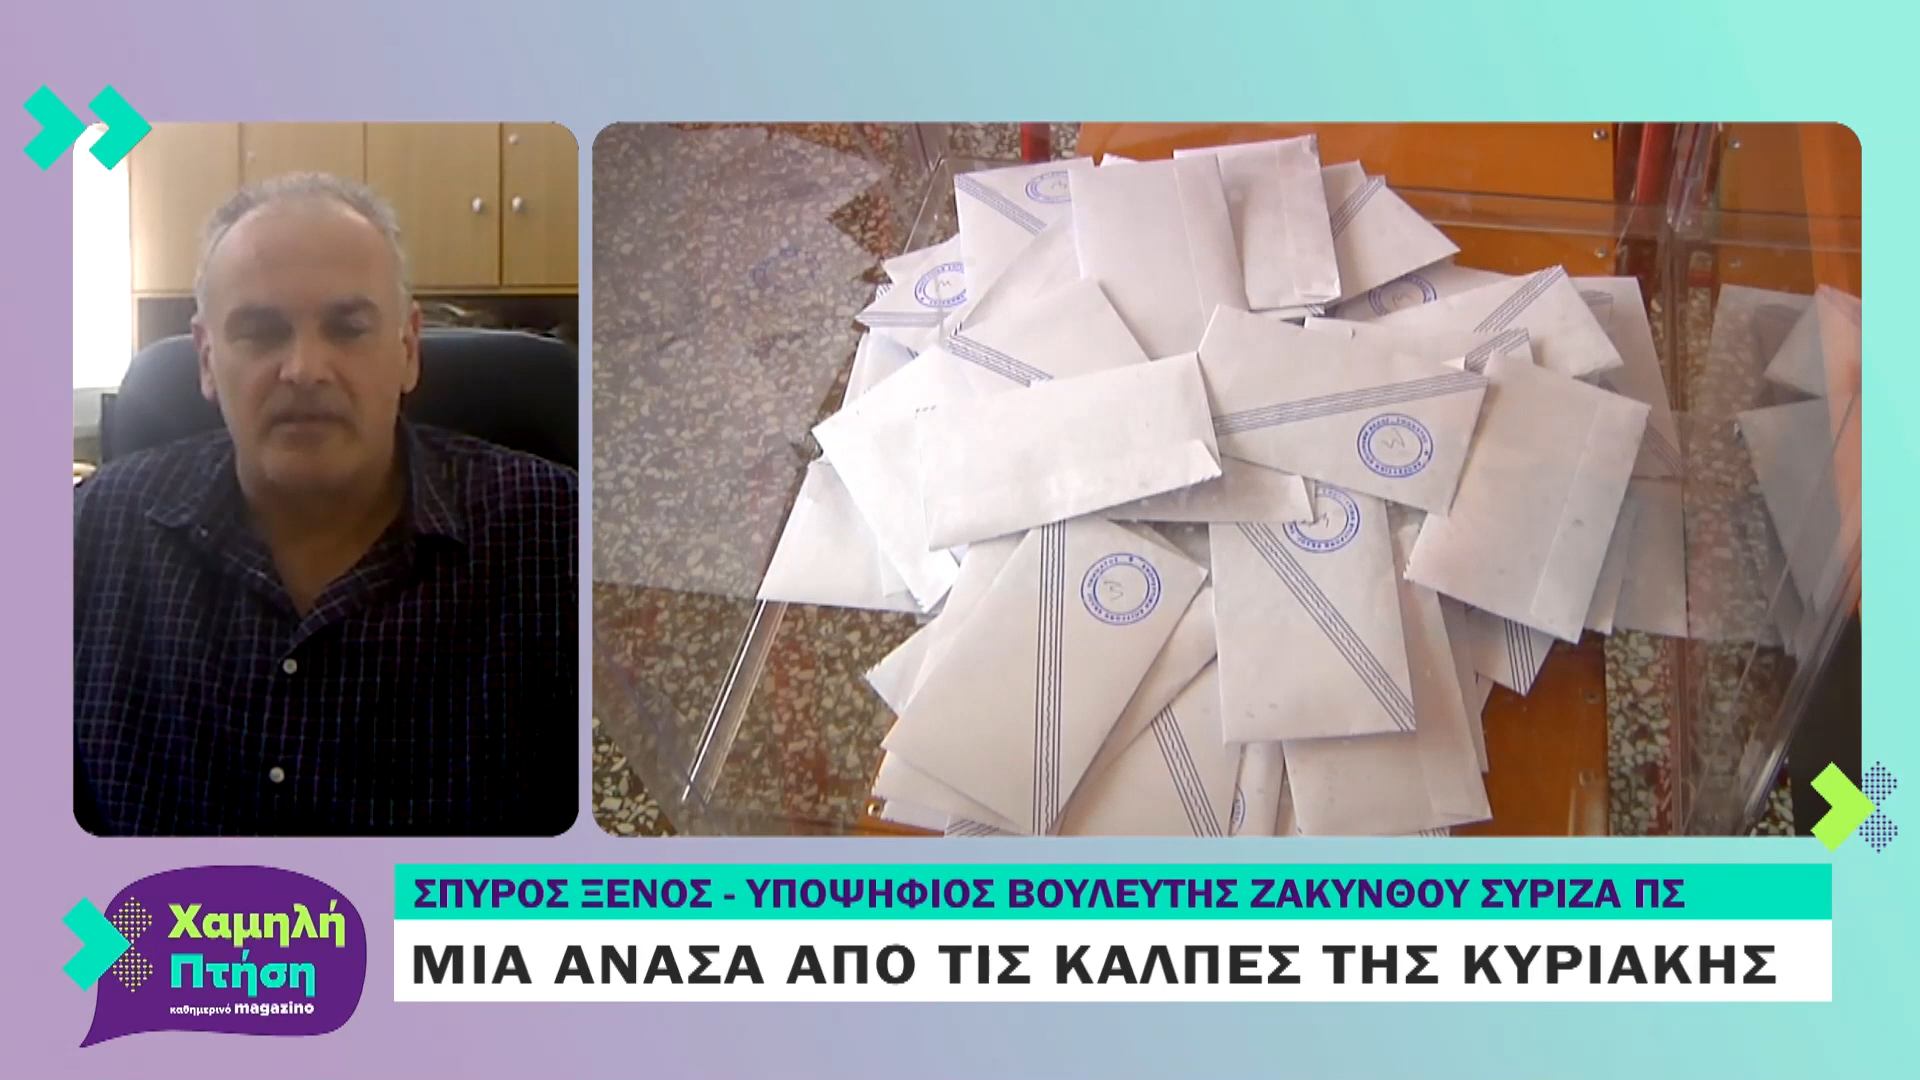 ΣΠΥΡΟΣ ΞΕΝΟΣ - ΥΠΟΨΗΦΙΟΣ ΒΟΥΛΕΥΤΗΣ ΖΑΚΥΝΘΟΥ ΣΥΡΙΖΑ ΠΣ
ΜΙΑ ΑΝΑΣΑ ΑΠΟ ΤΙΣ ΚΑΛΠΕΣ ΤΗΣ ΚΥΡΙΑΚΗΣ
Χαμηλή
Πτήση
καθημερινό magazino